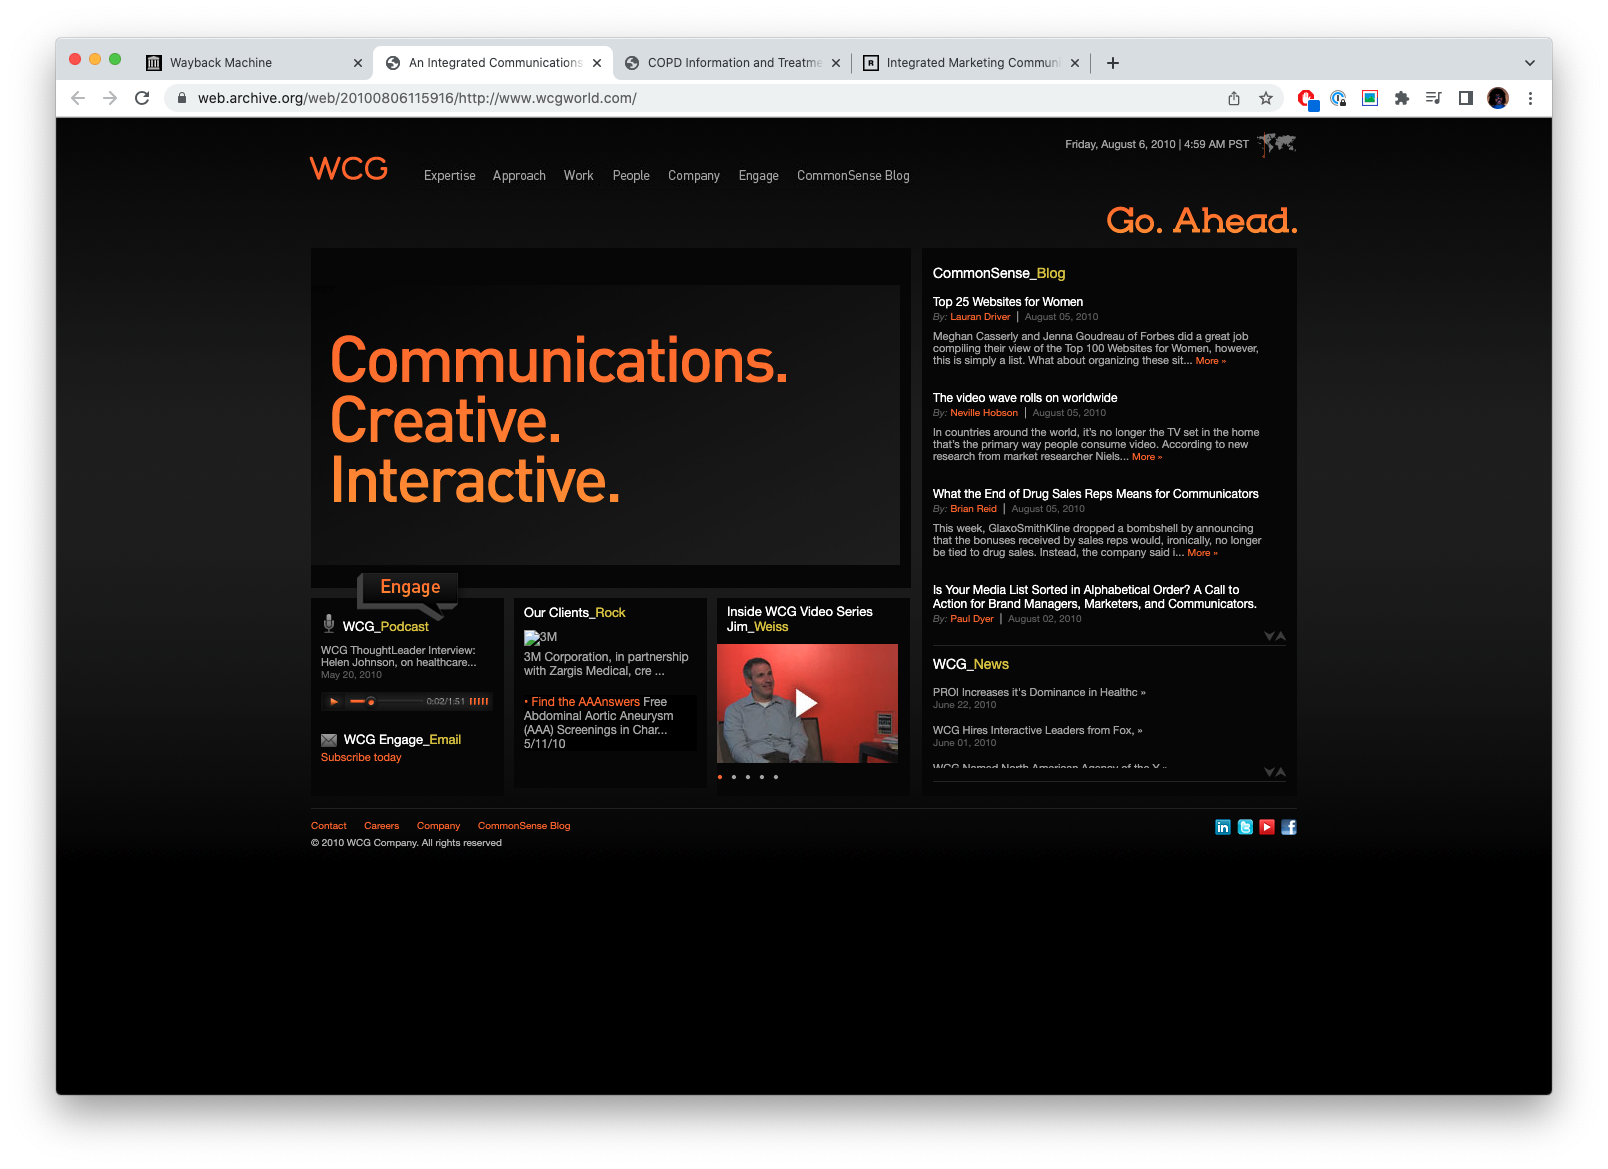 Wayback Machine
An Integrated Communications
COPD Information and Treatme
Integrated Marketing Communi
web.archive.org/web/20100806115916/http://www.wcgworld.com/
Friday, August 6, 2010 | 4:59 AM PST
WCG
Expertise Approach Work People Company Engage CommonSense Blog
Go. Ahead.
Communications.
Creative.
Interactive.
CommonSense_Blog
Top 25 Websites for Women
By: Lauran Driver | August 05, 2010
Meghan Casserly and Jenna Goudreau of Forbes did a great job
compiling their view of the Top 100 Websites for Women, however,
this is simply a list. What about organizing these sit... More »
The video wave rolls on worldwide
By: Neville Hobson | August 05, 2010
In countries around the world, it's no longer the TV set in the home
that's the primary way people consume video. According to new
research from market researcher Niels... More »
What the End of Drug Sales Reps Means for Communicators
By: Brian Reid | August 05, 2010
This week, GlaxoSmithKline dropped a bombshell by announcing
that the bonuses received by sales reps would, ironically, no longer
be tied to drug sales. Instead, the company said i... More »
Is Your Media List Sorted in Alphabetical Order? A Call to
Action for Brand Managers, Marketers, and Communicators.
By: Paul Dyer | August 02, 2010
WCG_News
PROI Increases it's Dominance in Healthc »
June 22, 2010
WCG Hires Interactive Leaders from Fox, »
June 01, 2010
WCG Named North American Agency of the Y »
Engage
WCG_Podcast
WCG ThoughtLeader Interview:
Helen Johnson, on healthcare...
May 20, 2010
0:02/1:51
WCG Engage_Email
Subscribe today
Our Clients_Rock
3M
3M Corporation, in partnership
with Zargis Medical, cre ...
• Find the AAAnswers Free
Abdominal Aortic Aneurysm
(AAA) Screenings in Char...
5/11/10
Inside WCG Video Series
Jim_Weiss
Contact Careers Company CommonSense Blog
© 2010 WCG Company. All rights reserved